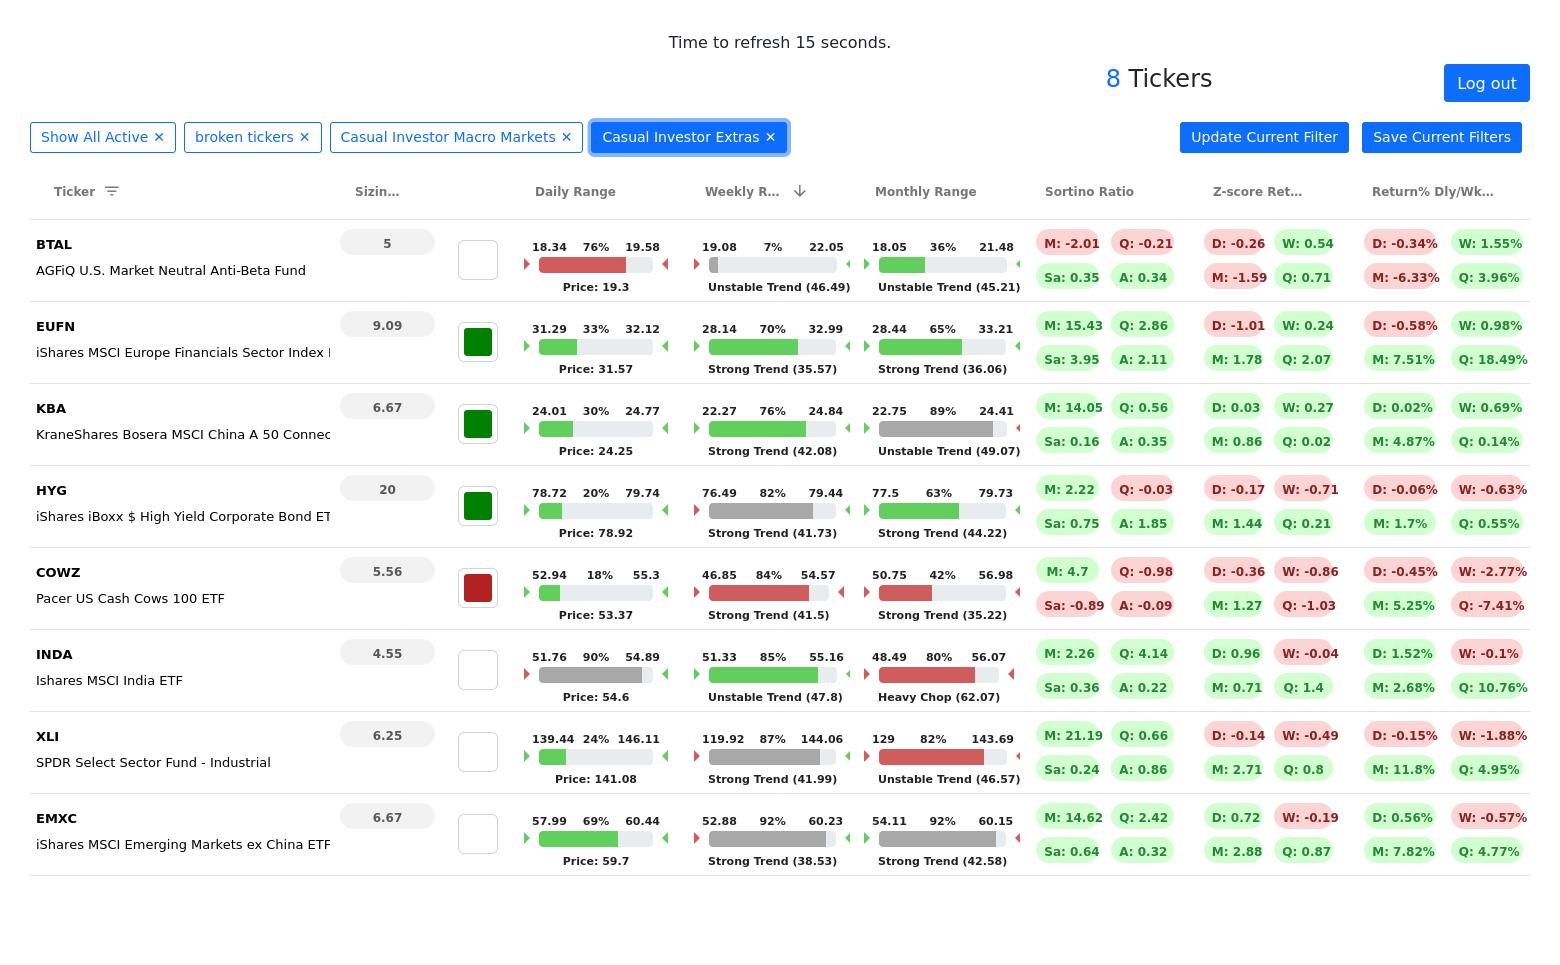 Time to refresh 15 seconds.
8 Tickers
Log out
Show All Active ✕ broken tickers ✕ Casual Investor Macro Markets ✕ Casual Investor Extras ✕ Update Current Filter Save Current Filters
Ticker Sizin… Daily Range Weekly R… Monthly Range Sortino Ratio Z-score Ret… Return% Dly/Wk…
BTAL 5 18.34 76% 19.58 19.08 7% 22.05 18.05 36% 21.48 M: -2.01 Q: -0.21 D: -0.26 W: 0.54 D: -0.34% W: 1.55%
AGFiQ U.S. Market Neutral Anti-Beta Fund Sa: 0.35 A: 0.34 M: -1.59 Q: 0.71 M: -6.33% Q: 3.96%
Price: 19.3 Unstable Trend (46.49) Unstable Trend (45.21)
EUFN 9.09 31.29 33% 32.12 28.14 70% 32.99 28.44 65% 33.21 M: 15.43 Q: 2.86 D: -1.01 W: 0.24 D: -0.58% W: 0.98%
iShares MSCI Europe Financials Sector Index Sa: 3.95 A: 2.11 M: 1.78 Q: 2.07 M: 7.51% Q: 18.49%
Price: 31.57 Strong Trend (35.57) Strong Trend (36.06)
KBA 6.67 24.01 30% 24.77 22.27 76% 24.84 22.75 89% 24.41 M: 14.05 Q: 0.56 D: 0.03 W: 0.27 D: 0.02% W: 0.69%
KraneShares Bosera MSCI China A 50 Connec Sa: 0.16 A: 0.35 M: 0.86 Q: 0.02 M: 4.87% Q: 0.14%
Price: 24.25 Strong Trend (42.08) Unstable Trend (49.07)
HYG 20 78.72 20% 79.74 76.49 82% 79.44 77.5 63% 79.73 M: 2.22 Q: -0.03 D: -0.17 W: -0.71 D: -0.06% W: -0.63%
iShares iBoxx $ High Yield Corporate Bond ET Sa: 0.75 A: 1.85 M: 1.44 Q: 0.21 M: 1.7% Q: 0.55%
Price: 78.92 Strong Trend (41.73) Strong Trend (44.22)
COWZ 5.56 52.94 18% 55.3 46.85 84% 54.57 50.75 42% 56.98 M: 4.7 Q: -0.98 D: -0.36 W: -0.86 D: -0.45% W: -2.77%
Pacer US Cash Cows 100 ETF Sa: -0.89 A: -0.09 M: 1.27 Q: -1.03 M: 5.25% Q: -7.41%
Price: 53.37 Strong Trend (41.5) Strong Trend (35.22)
INDA 4.55 51.76 90% 54.89 51.33 85% 55.16 48.49 80% 56.07 M: 2.26 Q: 4.14 D: 0.96 W: -0.04 D: 1.52% W: -0.1%
Ishares MSCI India ETF Sa: 0.36 A: 0.22 M: 0.71 Q: 1.4 M: 2.68% Q: 10.76%
Price: 54.6 Unstable Trend (47.8) Heavy Chop (62.07)
XLI 6.25 139.44 24% 146.11 119.92 87% 144.06 129 82% 143.69 M: 21.19 Q: 0.66 D: -0.14 W: -0.49 D: -0.15% W: -1.88%
SPDR Select Sector Fund - Industrial Sa: 0.24 A: 0.86 M: 2.71 Q: 0.8 M: 11.8% Q: 4.95%
Price: 141.08 Strong Trend (41.99) Unstable Trend (46.57)
EMXC 6.67 57.99 69% 60.44 52.88 92% 60.23 54.11 92% 60.15 M: 14.62 Q: 2.42 D: 0.72 W: -0.19 D: 0.56% W: -0.57%
iShares MSCI Emerging Markets ex China ETF Sa: 0.64 A: 0.32 M: 2.88 Q: 0.87 M: 7.82% Q: 4.77%
Price: 59.7 Strong Trend (38.53) Strong Trend (42.58)